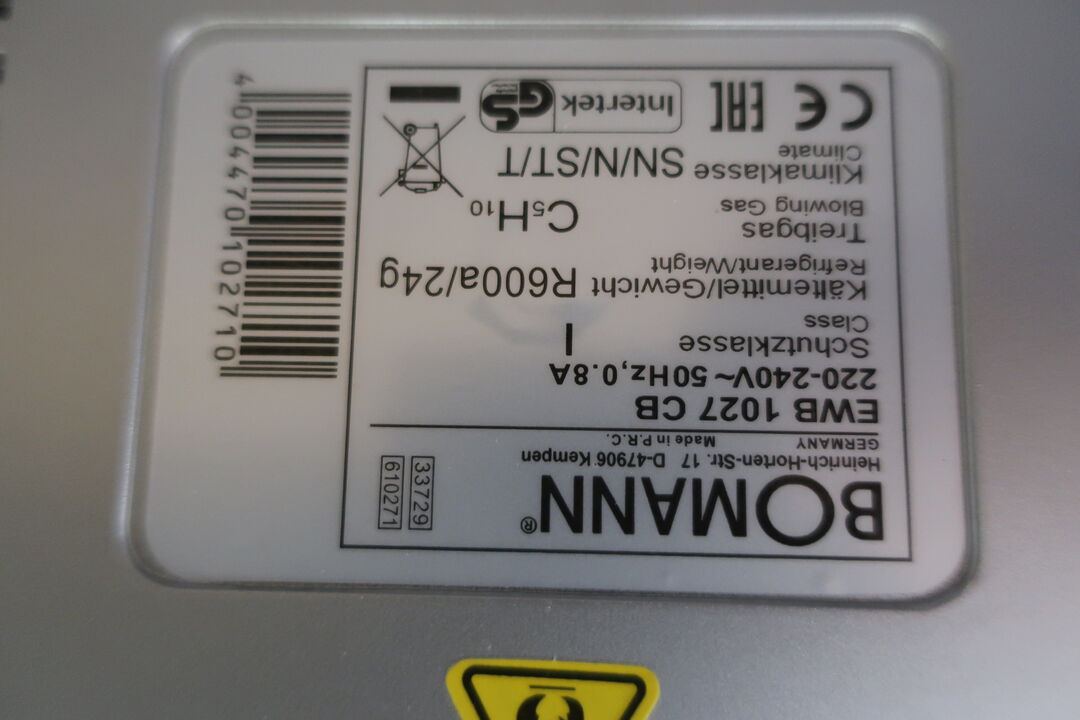 BOMANN®
Heinrich-Horten-Str. 17 D-47906 Kempen
GERMANY Made in P.R.C.
33729
610271
EWB 1027 CB
220-240V~ 50Hz,0.8A
Schutzklasse I
Class
Kältemittel/Gewicht R600a/24g
Refrigerant/Weight
Treibgas C5H10
Blowing Gas
Klimaklasse SN/N/ST/T
Climate
CE EAC Intertek GS
4004470102710